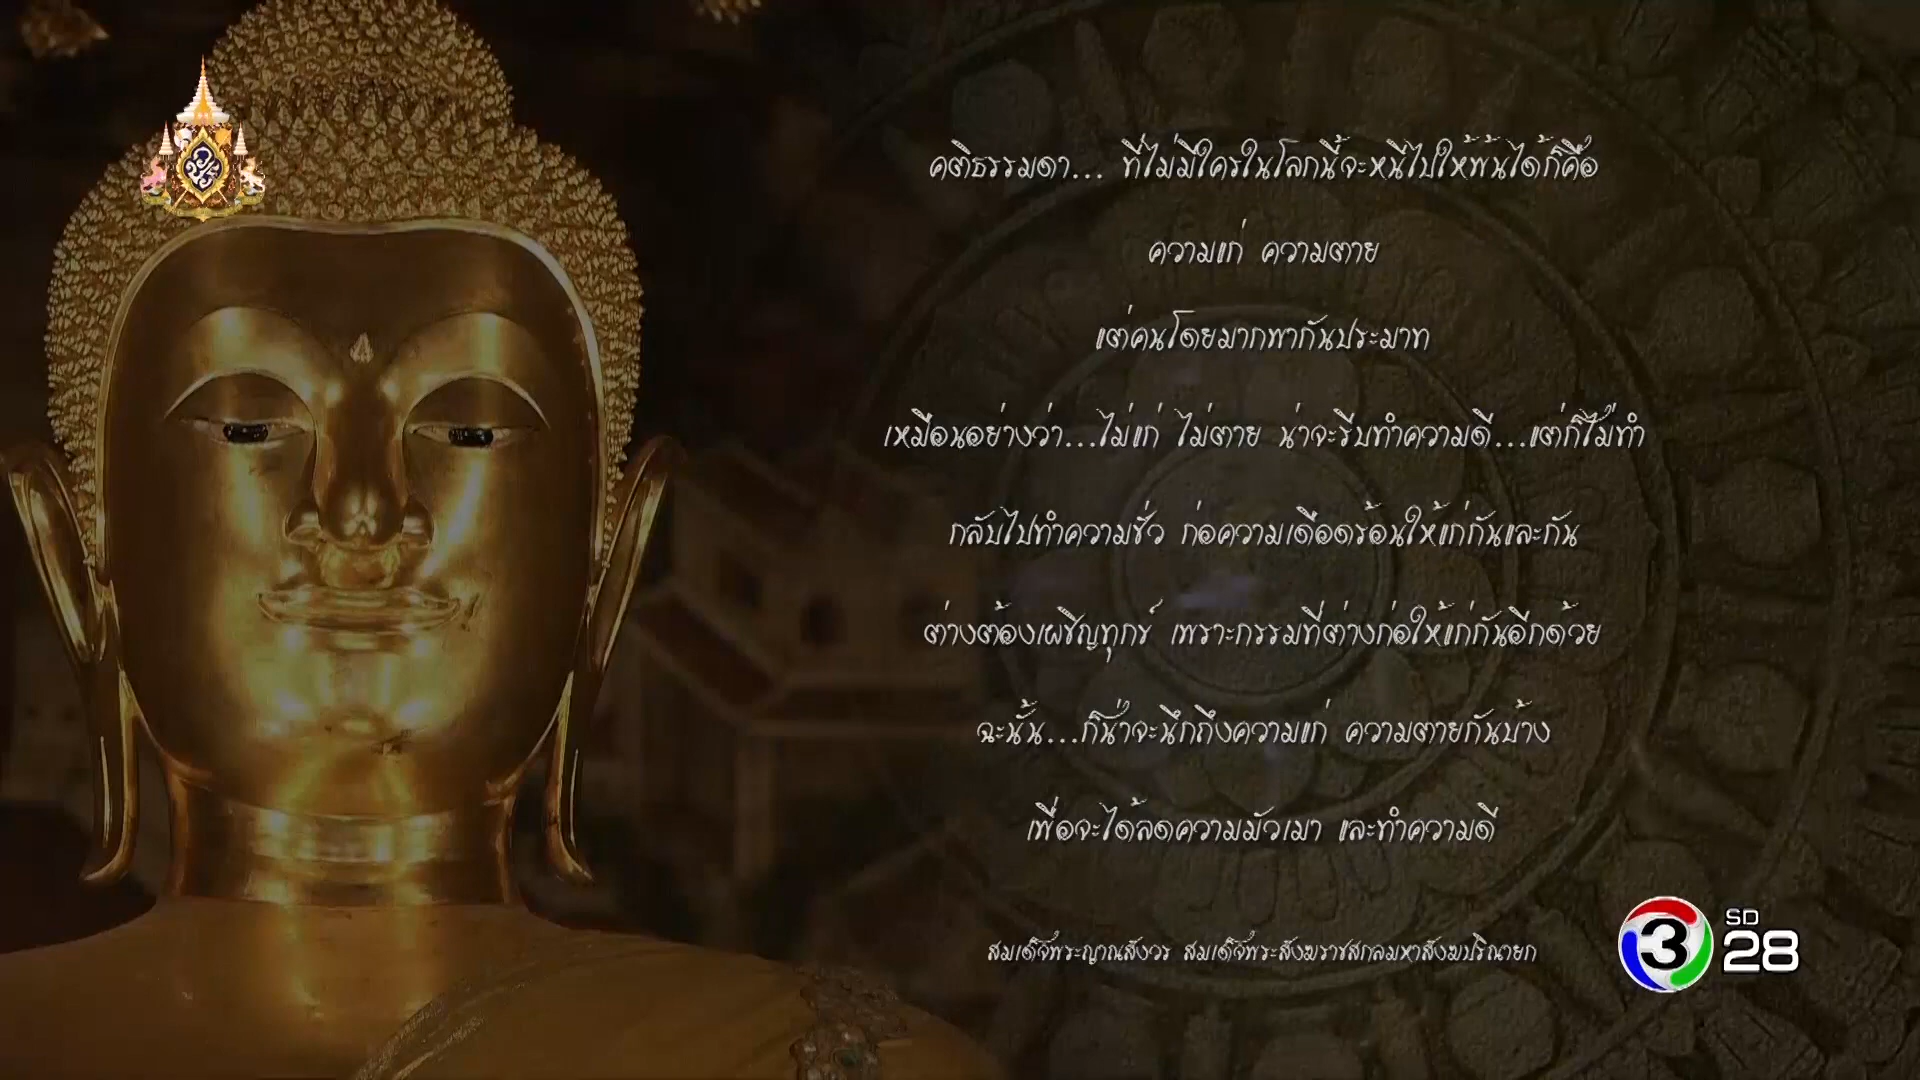 คติธรรมดา... ที่ไม่มีใครในโลกนี้จะหนีไปให้พ้นได้ก็คือ
ความแก่ ความตาย
แต่คนโดยมากพากันประมาท
เหมือนอย่างว่า...ไม่แก่ ไม่ตาย น่าจะรีบทำความดี...แต่ก็ไม่ทำ
กลับไปทำความชั่ว ก่อความเดือดร้อนให้แก่กันและกัน
ต่างต้องเผชิญทุกข์ เพราะกรรมที่ต่างก่อให้แก่กันอีกด้วย
ฉะนั้น...ก็น่าจะนึกถึงความแก่ ความตายกันบ้าง
เพื่อจะได้ลดความมัวเมา และทำความดี
สมเด็จพระญาณสังวร สมเด็จพระสังฆราชสกลมหาสังฆปริณายก
3 SD 28